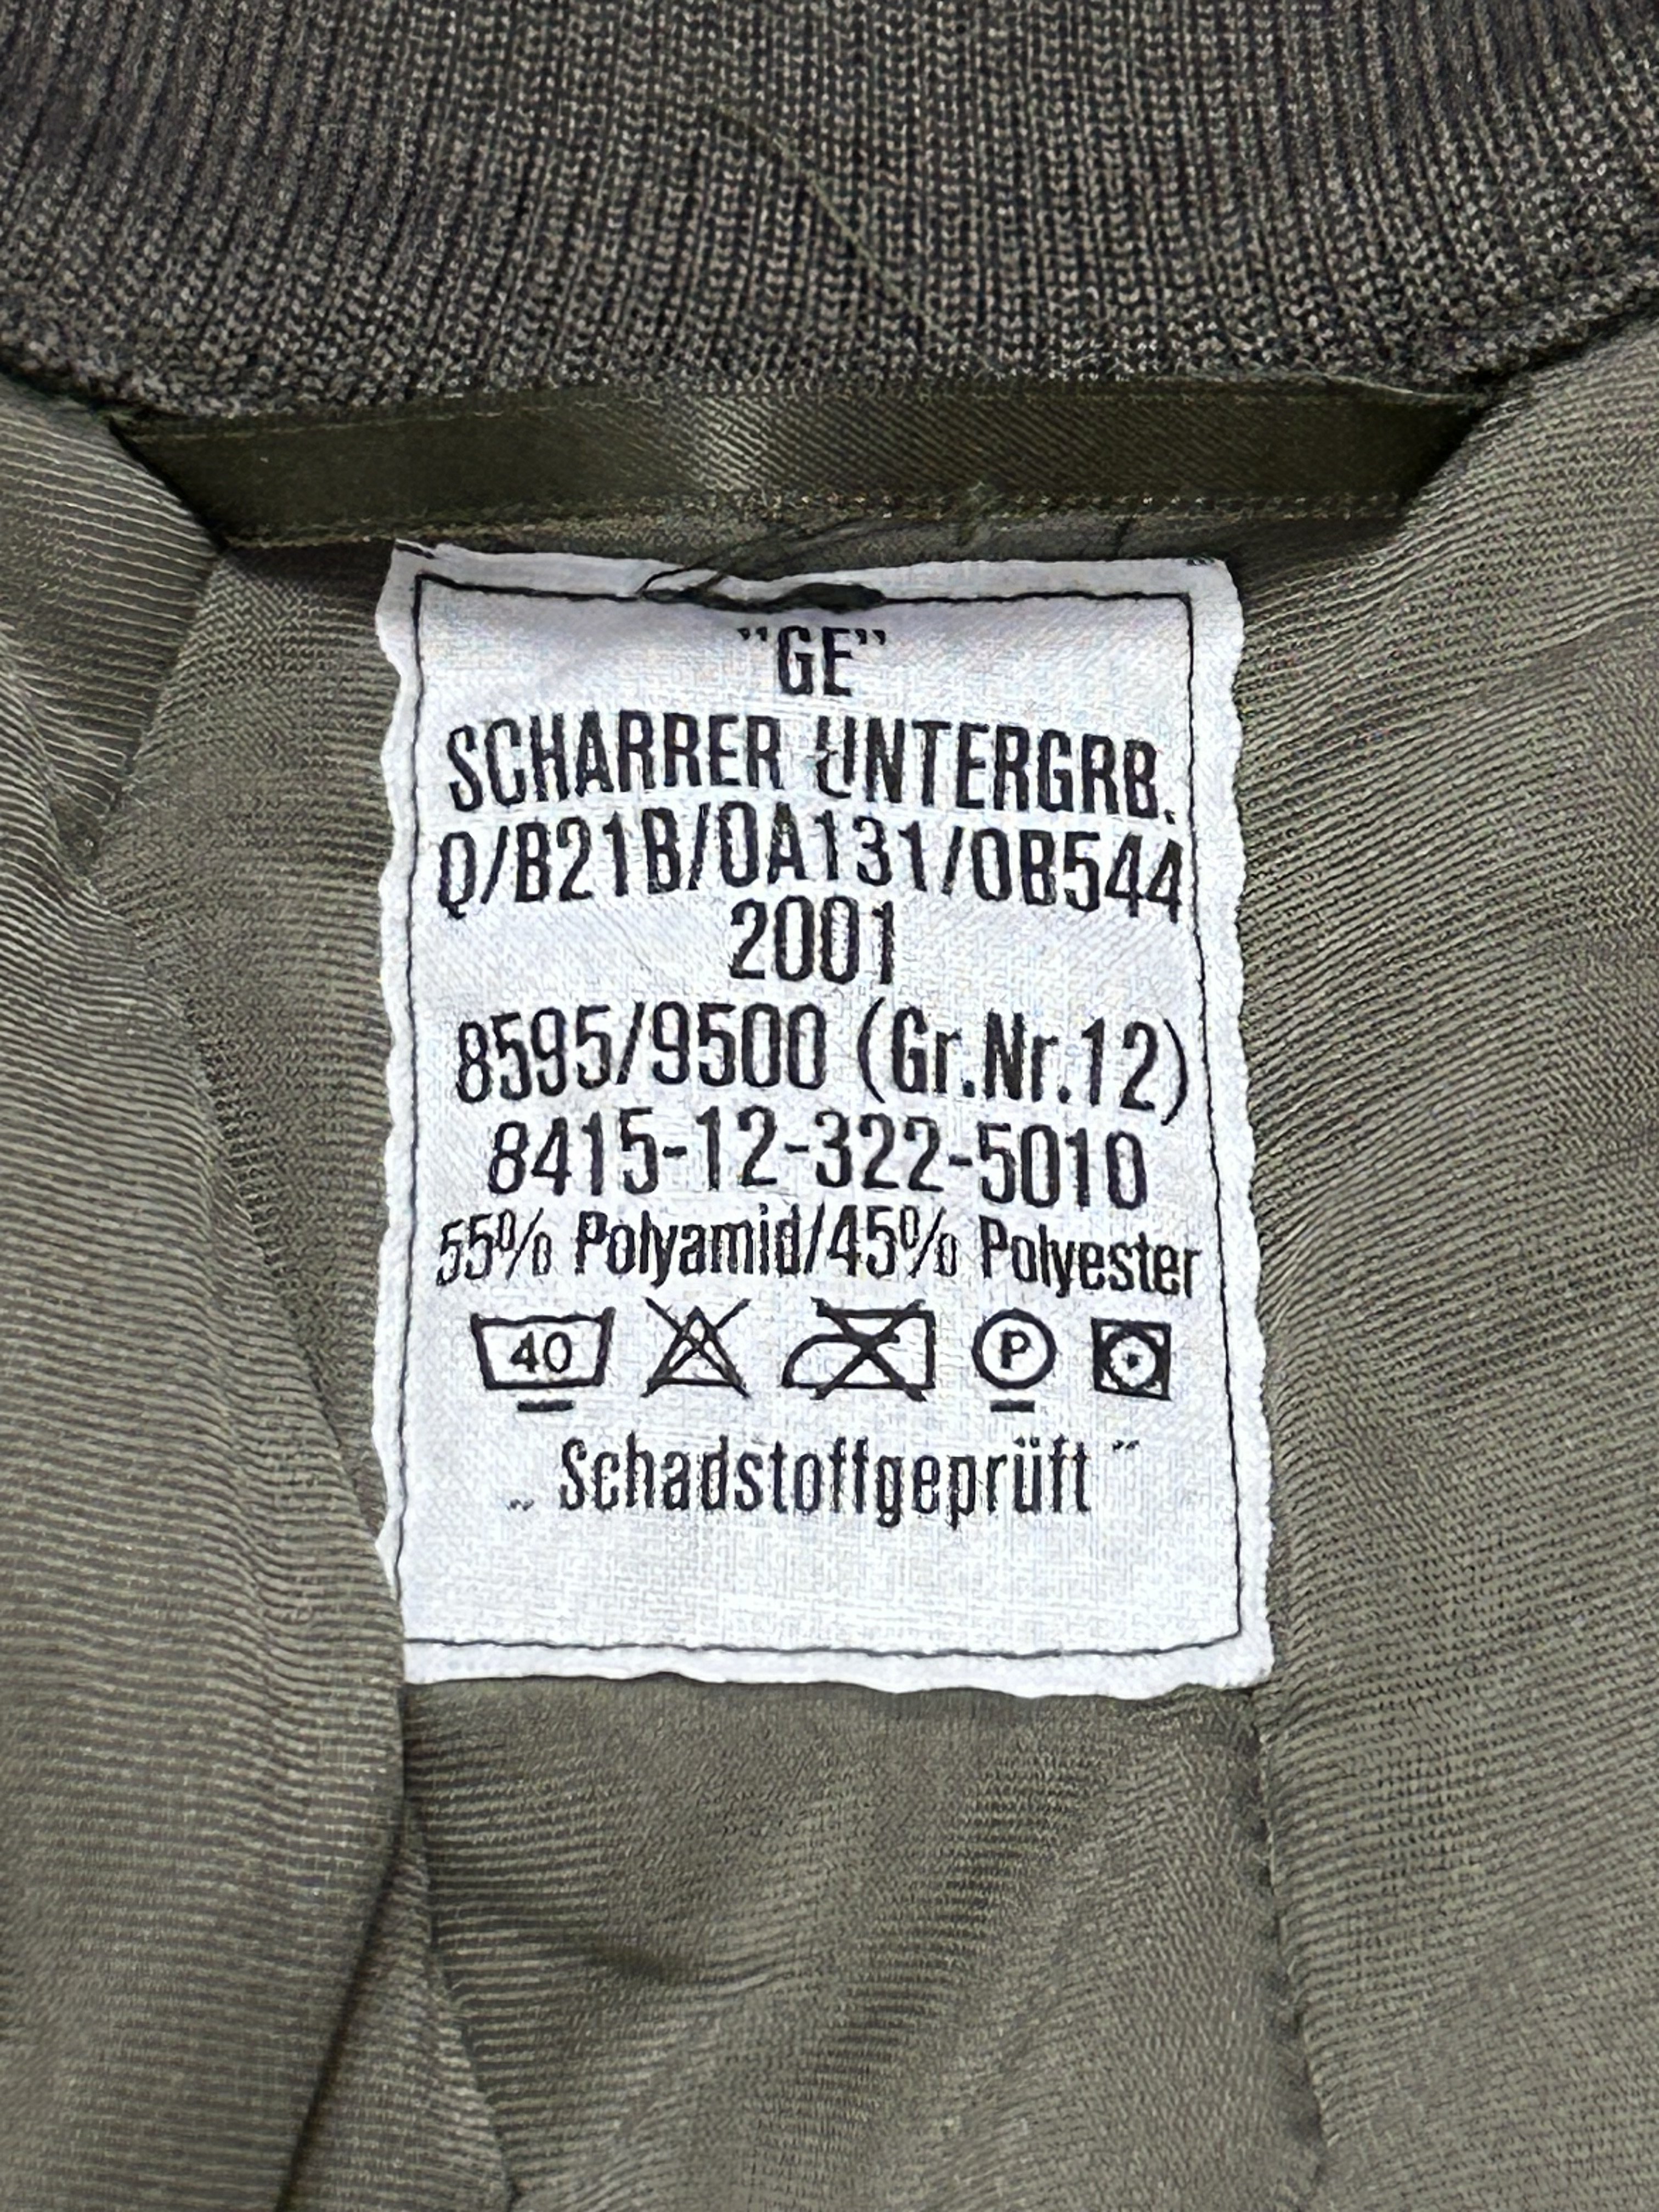 "GE"
SCHARRER UNTERGRB.
Q/B21B/0A131/0B544
2001
8595/9500 (Gr.Nr.12)
8415-12-322-5010
55% Polyamid/45% Polyester
40 P
„Schadstoffgeprüft"